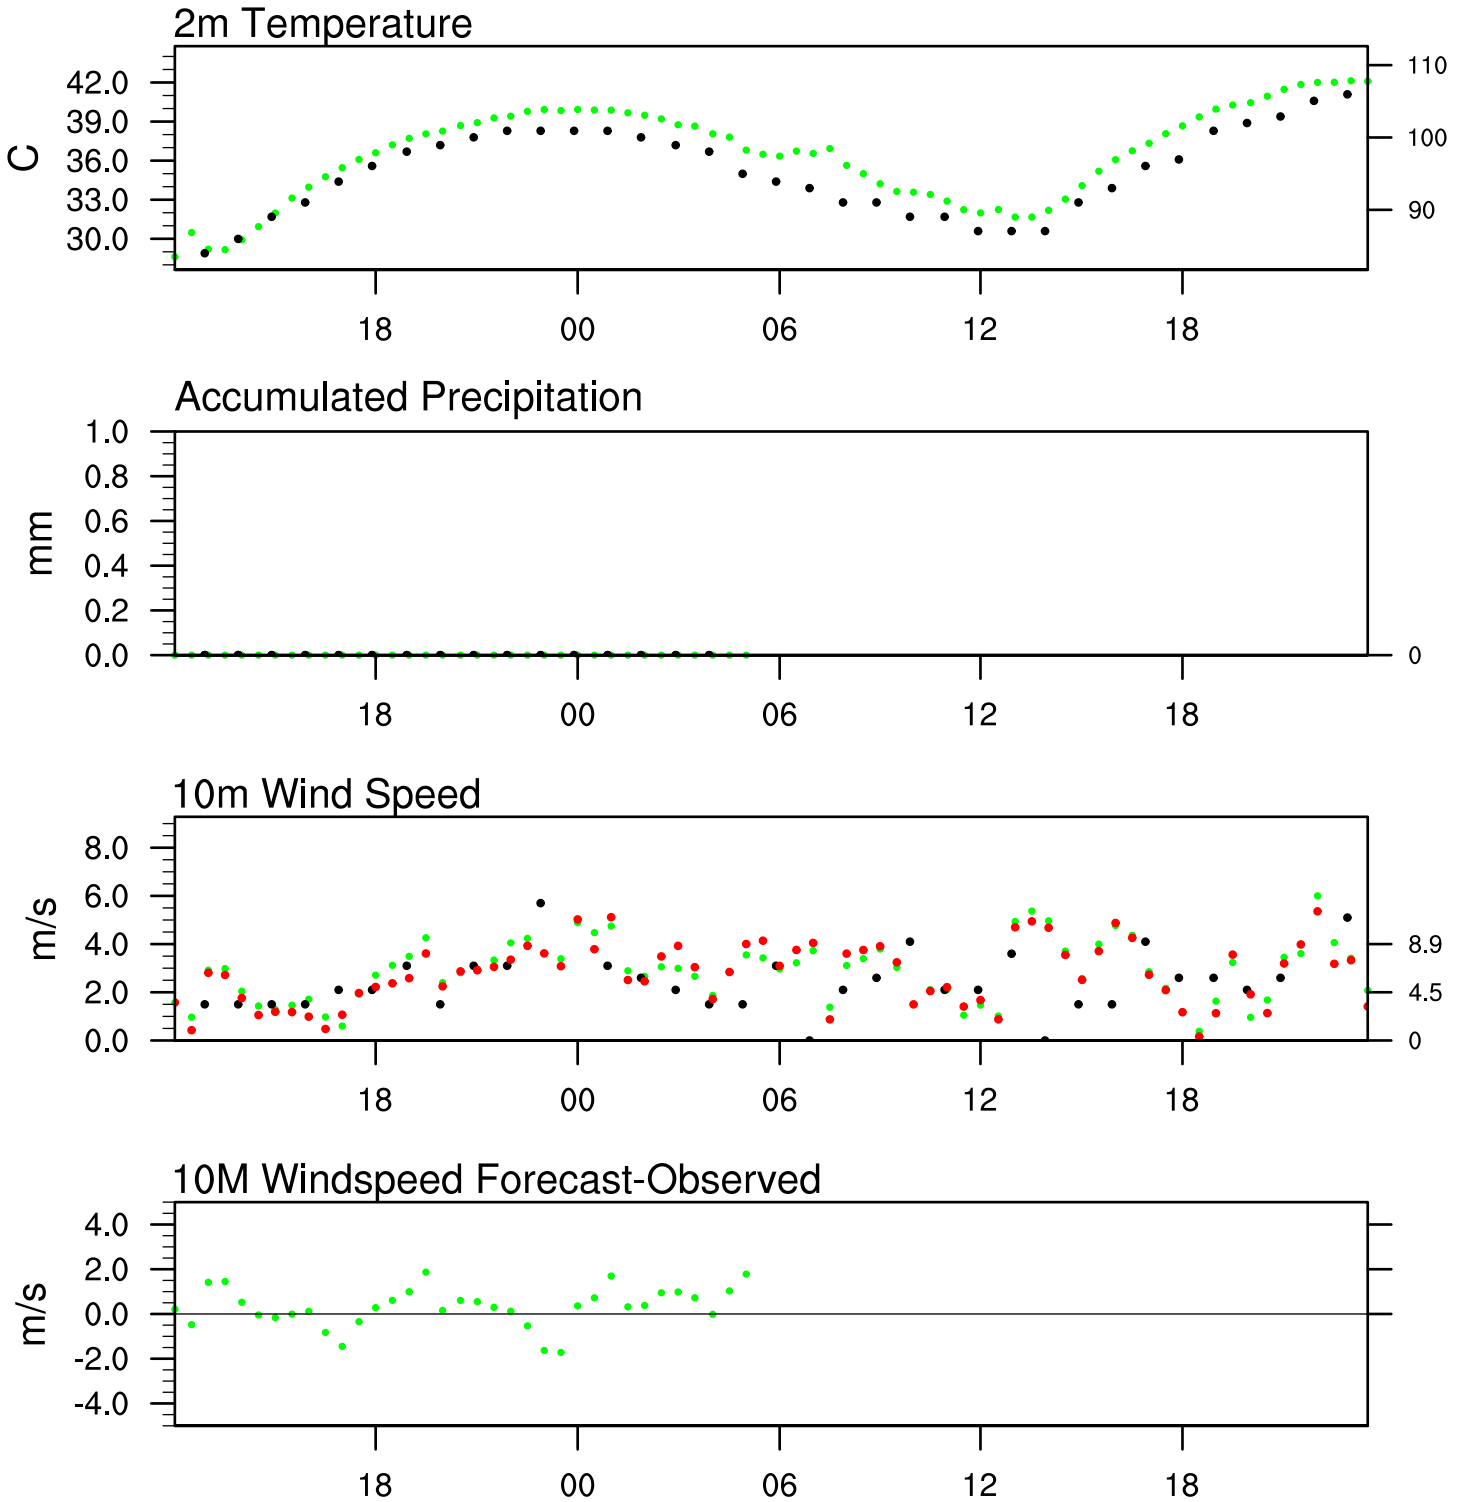 2m Temperature
42.0
39.0
36.0
33.0
30.0
C
110
100
90
18 00 06 12 18
Accumulated Precipitation
1.0
0.8
0.6
0.4
0.2
0.0
mm
0
18 00 06 12 18
10m Wind Speed
8.0
6.0
4.0
2.0
0.0
m/s
8.9
4.5
0
18 00 06 12 18
10M Windspeed Forecast-Observed
4.0
2.0
0.0
-2.0
-4.0
m/s
18 00 06 12 18